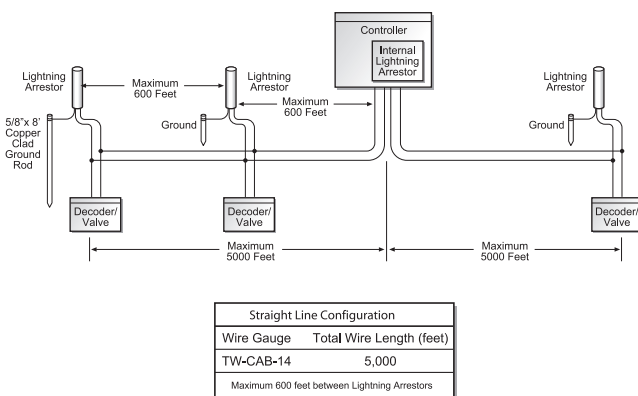 Controller
Internal
Lightning
Arrestor
Lightning
Arrestor
Maximum
600 Feet
Lightning
Arrestor
Maximum
600 Feet
Lightning
Arrestor
5/8"x 8'
Copper
Clad
Ground
Rod
Ground
Ground
Decoder/
Valve
Decoder/
Valve
Decoder/
Valve
Maximum
5000 Feet
Maximum
5000 Feet
Straight Line Configuration
Wire Gauge Total Wire Length (feet)
TW-CAB-14 5,000
Maximum 600 feet between Lightning Arrestors